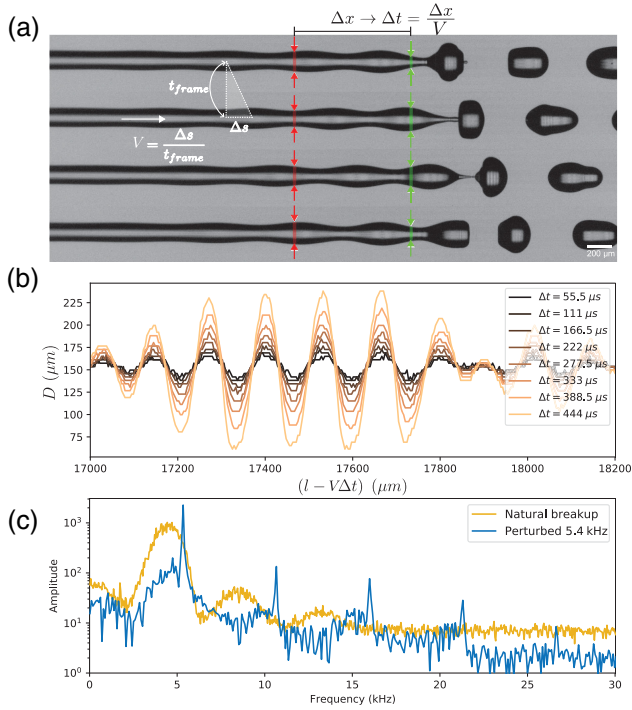 (a)
Δx → Δt = Δx/V
t_frame
Δs
V = Δs/t_frame
200 μm
(b)
D (μm)
225
200
175
150
125
100
75
Δt = 55.5 μs
Δt = 111 μs
Δt = 166.5 μs
Δt = 222 μs
Δt = 277.5 μs
Δt = 333 μs
Δt = 388.5 μs
Δt = 444 μs
17000 17200 17400 17600 17800 18000 18200
(l − VΔt) (μm)
(c)
Amplitude
10³
10²
10¹
10⁰
Natural breakup
Perturbed 5.4 kHz
0 5 10 15 20 25 30
Frequency (kHz)